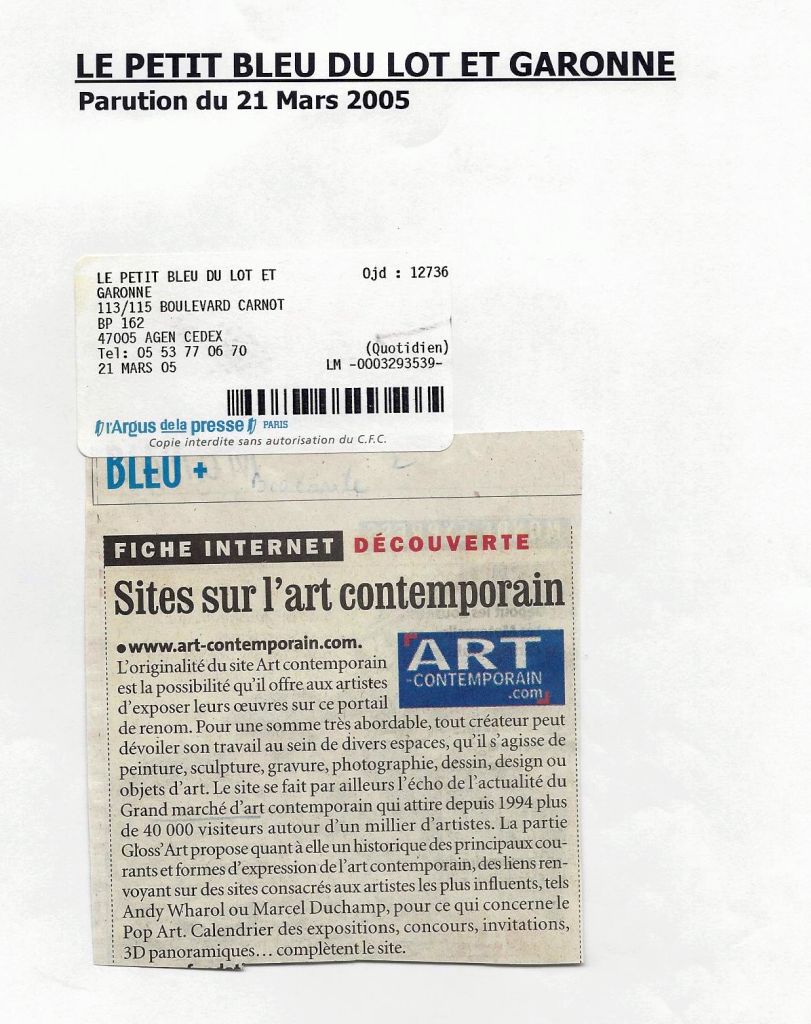 LE PETIT BLEU DU LOT ET GARONNE
Parution du 21 Mars 2005
LE PETIT BLEU DU LOT ET Ojd : 12736
GARONNE
113/115 BOULEVARD CARNOT
BP 162
47005 AGEN CEDEX
Tel: 05 53 77 06 70 (Quotidien)
21 MARS 05 LM -0003293539-
l'Argus de la presse PARIS
Copie interdite sans autorisation du C.F.C.
BLEU +
FICHE INTERNET DÉCOUVERTE
Sites sur l'art contemporain
•www.art-contemporain.com.
ART
-CONTEMPORAIN
.com
L'originalité du site Art contemporain
est la possibilité qu'il offre aux artistes
d'exposer leurs œuvres sur ce portail
de renom. Pour une somme très abordable, tout créateur peut
dévoiler son travail au sein de divers espaces, qu'il s'agisse de
peinture, sculpture, gravure, photographie, dessin, design ou
objets d'art. Le site se fait par ailleurs l'écho de l'actualité du
Grand marché d'art contemporain qui attire depuis 1994 plus
de 40 000 visiteurs autour d'un millier d'artistes. La partie
Gloss'Art propose quant à elle un historique des principaux cou-
rants et formes d'expression de l'art contemporain, des liens ren-
voyant sur des sites consacrés aux artistes les plus influents, tels
Andy Wharol ou Marcel Duchamp, pour ce qui concerne le
Pop Art. Calendrier des expositions, concours, invitations,
3D panoramiques… complètent le site.